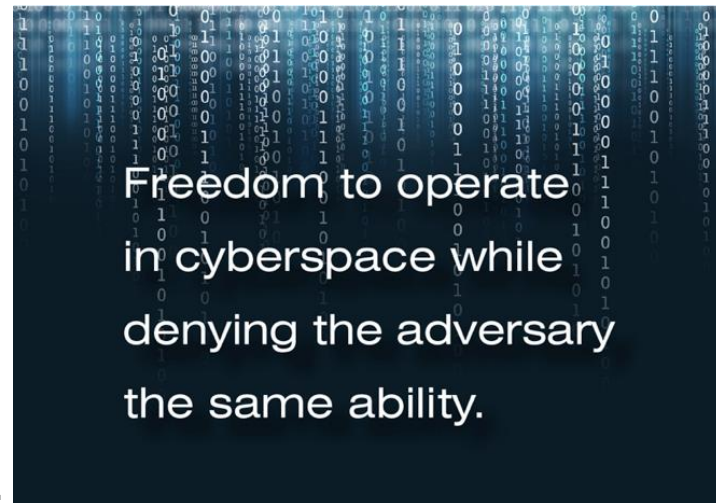 Freedom to operate
in cyberspace while
denying the adversary
the same ability.